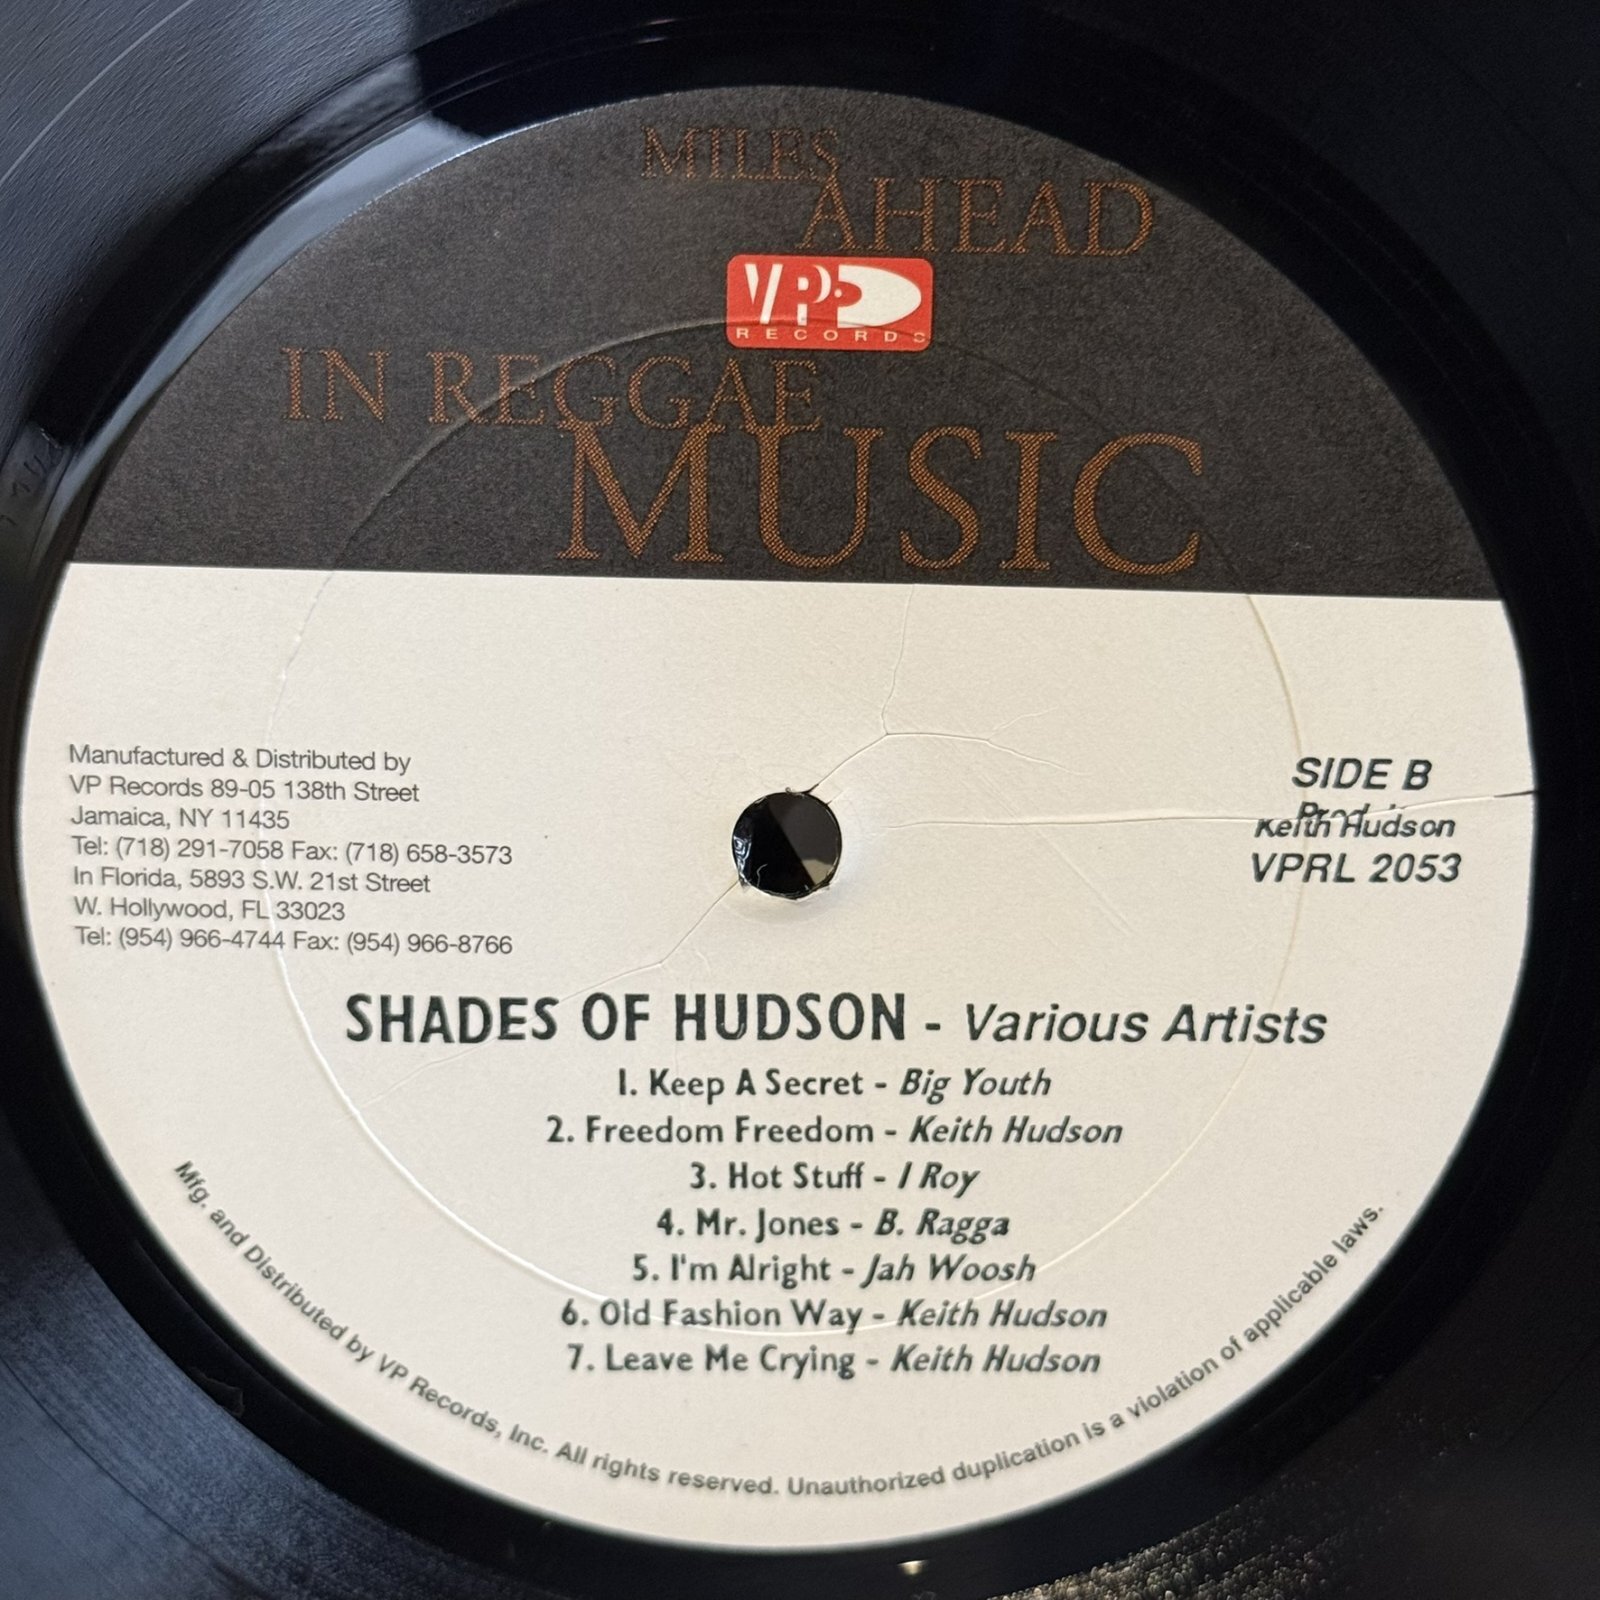 MILES
AHEAD
VP
RECORDS
IN REGGAE
MUSIC
Manufactured & Distributed by
VP Records 89-05 138th Street
Jamaica, NY 11435
Tel: (718) 291-7058 Fax: (718) 658-3573
In Florida, 5893 S.W. 21st Street
W. Hollywood, FL 33023
Tel: (954) 966-4744 Fax: (954) 966-8766
SIDE B
Keith Hudson
VPRL 2053
SHADES OF HUDSON - Various Artists
1. Keep A Secret - Big Youth
2. Freedom Freedom - Keith Hudson
3. Hot Stuff - I Roy
4. Mr. Jones - B. Ragga
5. I'm Alright - Jah Woosh
6. Old Fashion Way - Keith Hudson
7. Leave Me Crying - Keith Hudson
Mfg. and Distributed by VP Records, Inc. All rights reserved. Unauthorized duplication is a violation of applicable laws.